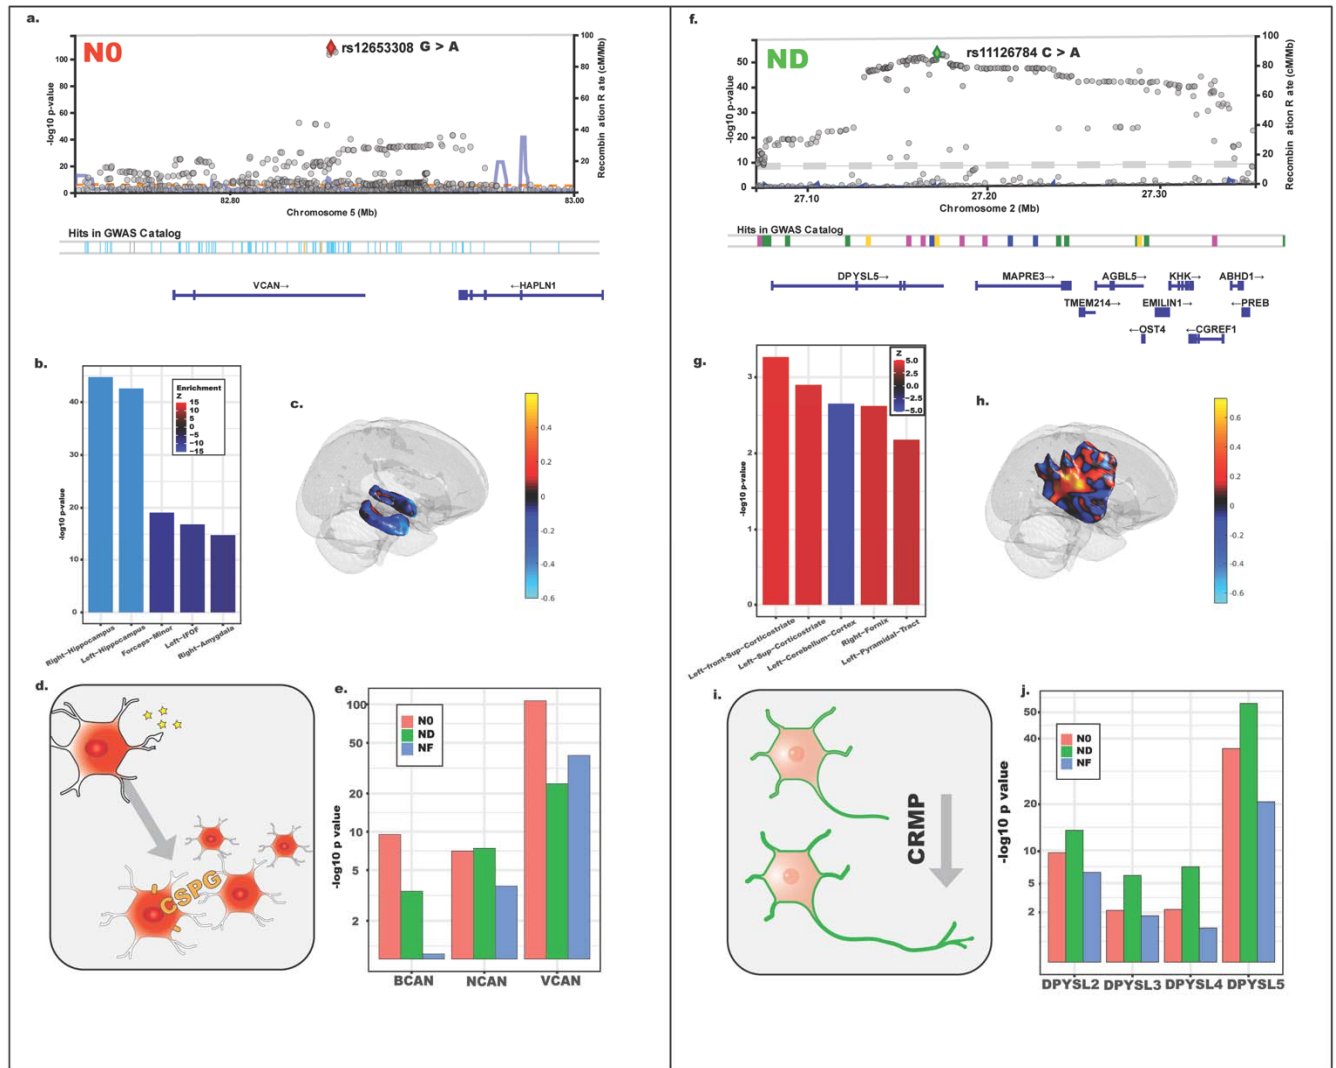 a.
N0
rs12653308 G > A
-log10 p-value
100
80
60
40
20
0
100
80
60
40
20
Recombination Rate (cM/Mb)
82.80
83.00
Chromosome 5 (Mb)
Hits in GWAS Catalog
VCAN→
←HAPLN1
b.
-log10 p-value
40
30
20
10
0
Enrichment
Z
15
10
5
0
−5
−10
−15
Right−Hippocampus
Left−Hippocampus
Forceps−Minor
Left−IFOF
Right−Amygdala
c.
0.4
0.2
0
-0.2
-0.4
-0.6
d.
CSPG
e.
-log10 p value
100
50
20
10
5
2
N0
ND
NF
BCAN
NCAN
VCAN
f.
ND
rs11126784 C > A
-log10 p-value
50
40
30
20
10
0
100
80
60
40
20
0
Recombination Rate (cM/Mb)
27.10
27.20
27.30
Chromosome 2 (Mb)
Hits in GWAS Catalog
DPYSL5→
MAPRE3→
AGBL5→
KHK→
ABHD1→
TMEM214→
EMILIN1→
←PREB
←OST4
←CGREF1
g.
-log10 p-value
3
2
1
0
Z
5.0
2.5
0.0
−2.5
−5.0
Left−front-Sup−Corticostriate
Left−Sup−Corticostriate
Left−Cerebellum−Cortex
Right−Fornix
Left−Pyramidal−Tract
h.
0.6
0.4
0.2
0
-0.2
-0.4
-0.6
i.
CRMP
j.
-log10 p value
50
40
20
10
5
2
N0
ND
NF
DPYSL2
DPYSL3
DPYSL4
DPYSL5